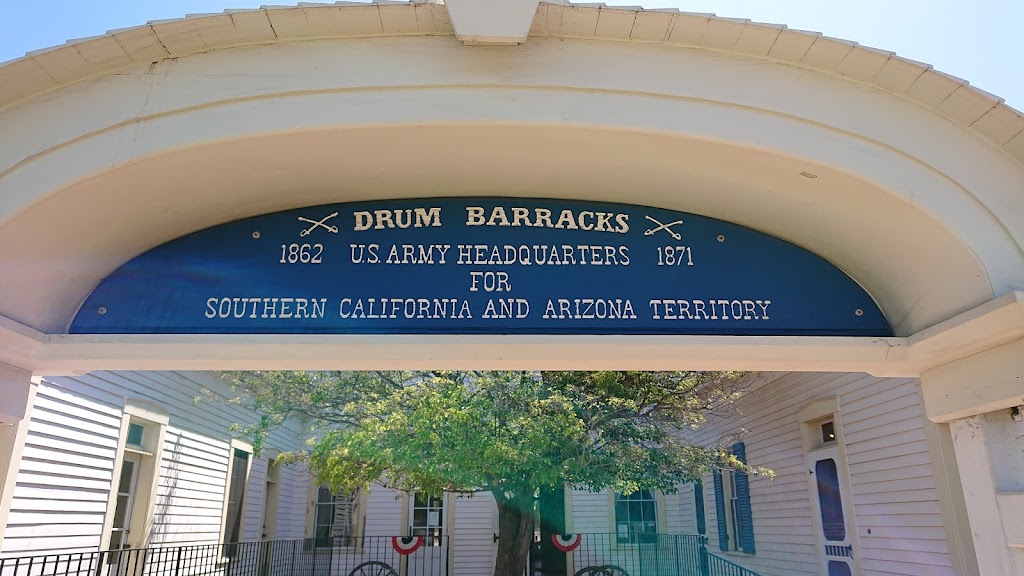 DRUM BARRACKS
1862 U.S. ARMY HEADQUARTERS 1871
FOR
SOUTHERN CALIFORNIA AND ARIZONA TERRITORY